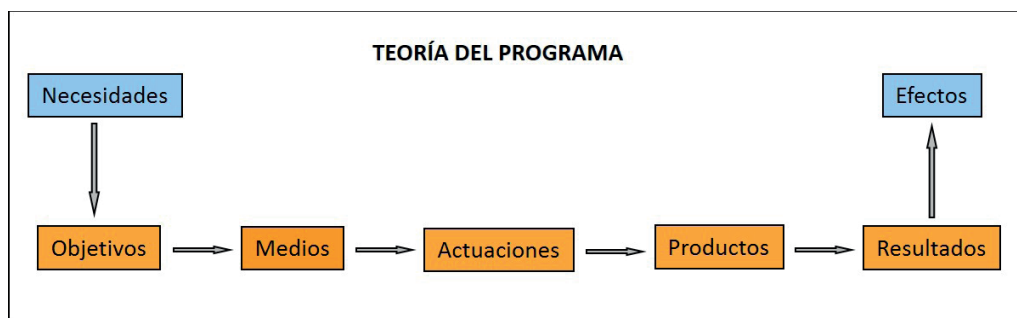 TEORÍA DEL PROGRAMA
Necesidades
Efectos
Objetivos
Medios
Actuaciones
Productos
Resultados